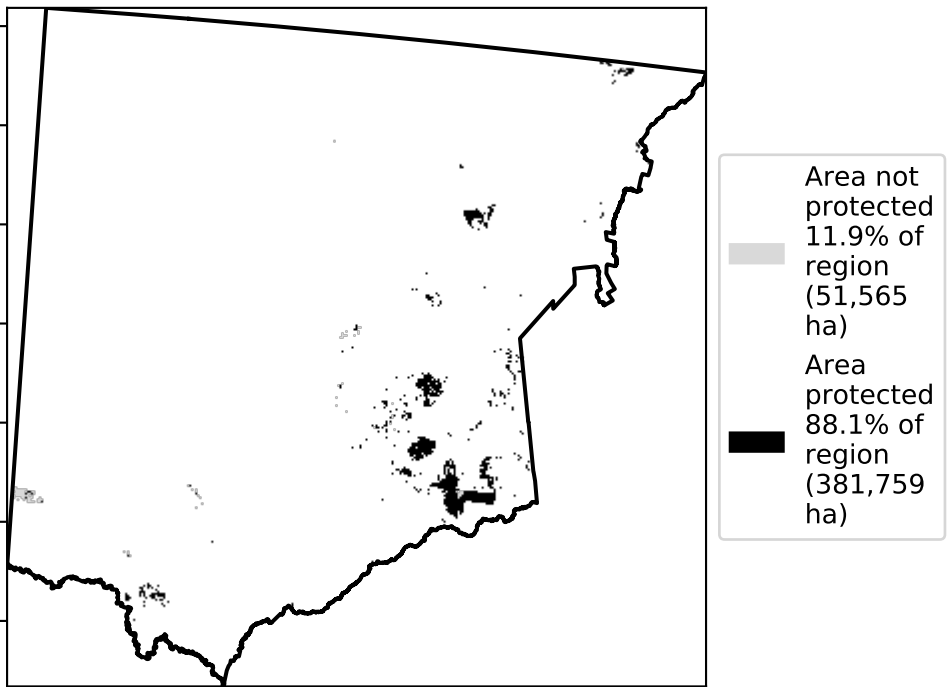 Area not
protected
11.9% of
region
(51,565
ha)
Area
protected
88.1% of
region
(381,759
ha)